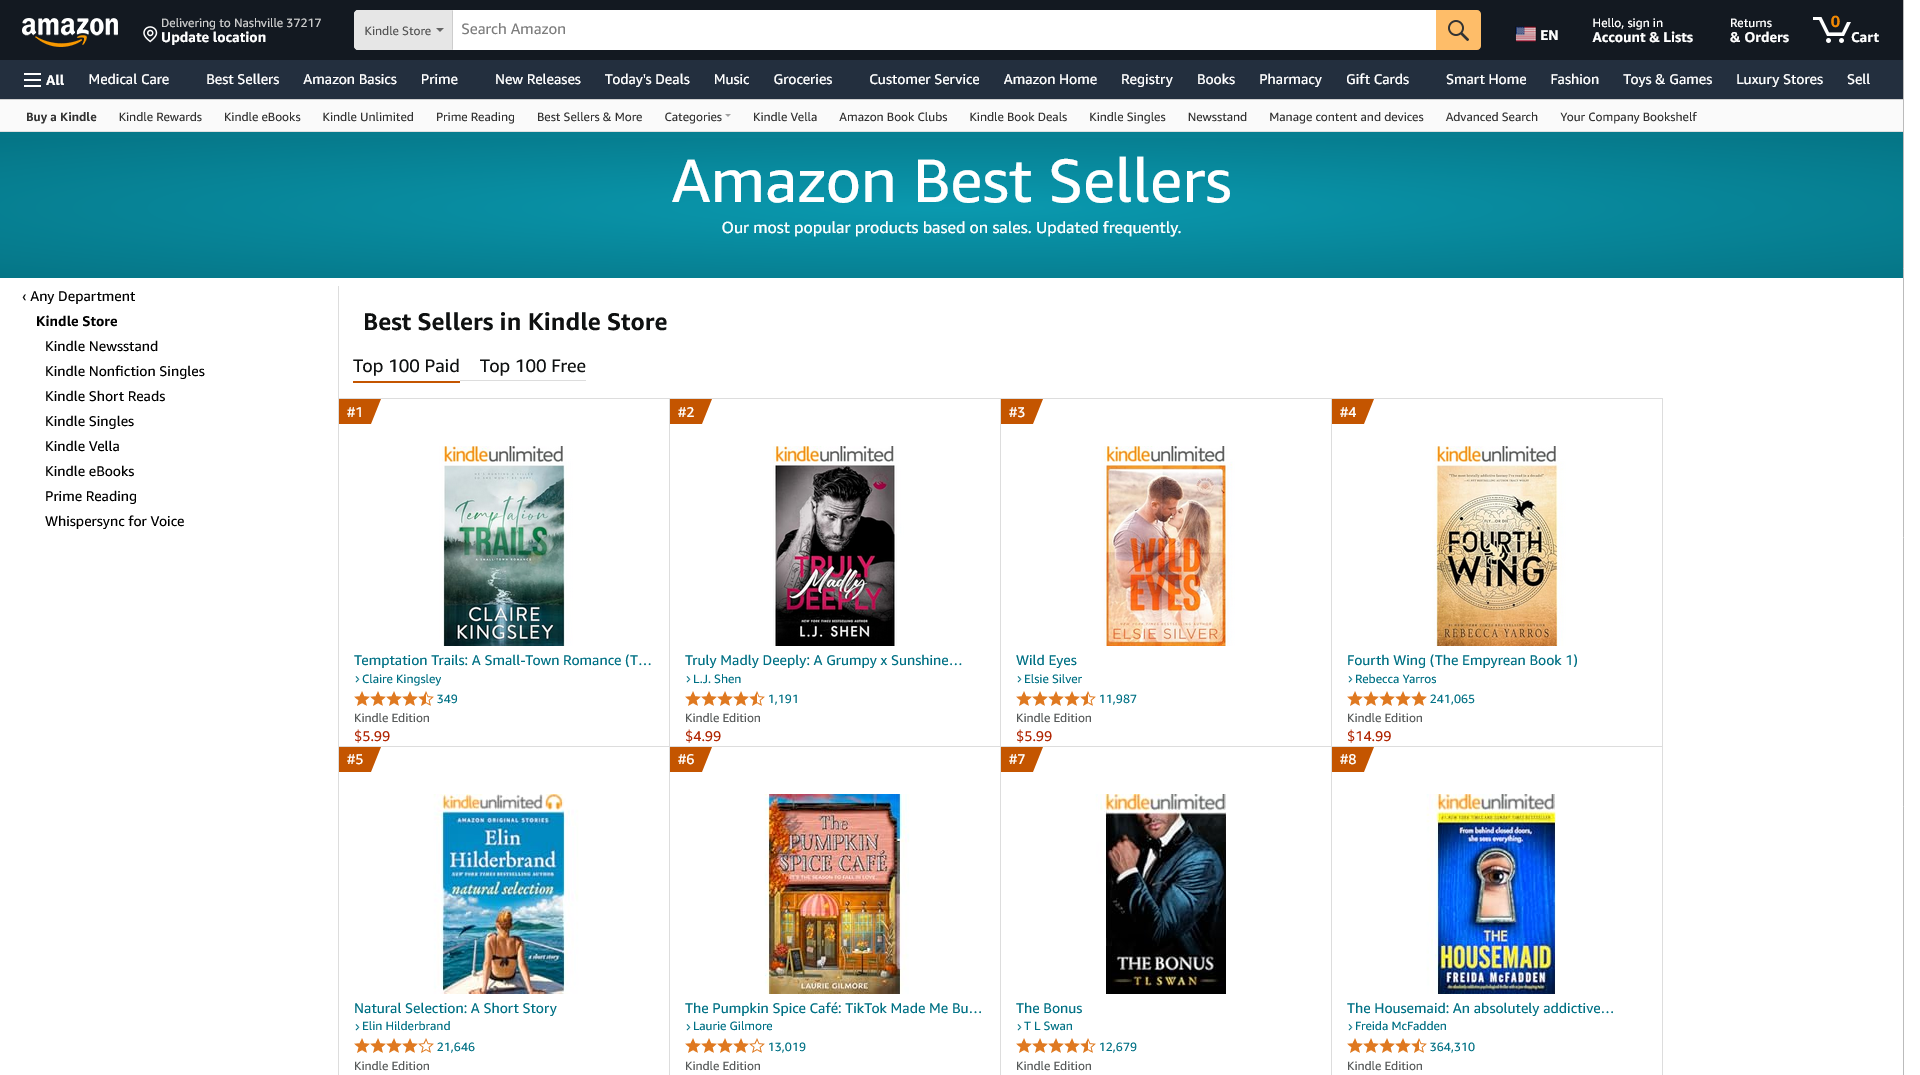 amazon
Delivering to Nashville 37217
Update location
Kindle Store
Search Amazon
EN
Hello, sign in
Account & Lists
Returns
& Orders
0
Cart
All
Medical Care
Best Sellers
Amazon Basics
Prime
New Releases
Today's Deals
Music
Groceries
Customer Service
Amazon Home
Registry
Books
Pharmacy
Gift Cards
Smart Home
Fashion
Toys & Games
Luxury Stores
Sell
Buy a Kindle
Kindle Rewards
Kindle eBooks
Kindle Unlimited
Prime Reading
Best Sellers & More
Categories
Kindle Vella
Amazon Book Clubs
Kindle Book Deals
Kindle Singles
Newsstand
Manage content and devices
Advanced Search
Your Company Bookshelf
Amazon Best Sellers
Our most popular products based on sales. Updated frequently.
‹ Any Department
Kindle Store
Kindle Newsstand
Kindle Nonfiction Singles
Kindle Short Reads
Kindle Singles
Kindle Vella
Kindle eBooks
Prime Reading
Whispersync for Voice
Best Sellers in Kindle Store
Top 100 Paid
Top 100 Free
#1
kindleunlimited
Temptation
TRAILS
A SMALL-TOWN ROMANCE
CLAIRE
KINGSLEY
Temptation Trails: A Small-Town Romance (T…
› Claire Kingsley
349
Kindle Edition
$5.99
#2
kindleunlimited
TRULY
Madly
DEEPLY
NEW YORK TIMES BESTSELLING AUTHOR
L.J. SHEN
Truly Madly Deeply: A Grumpy x Sunshine…
› L.J. Shen
1,191
Kindle Edition
$4.99
#3
kindleunlimited
WILD
EYES
ELSIE SILVER
Wild Eyes
› Elsie Silver
11,987
Kindle Edition
$5.99
#4
kindleunlimited
FOURTH
WING
REBECCA YARROS
Fourth Wing (The Empyrean Book 1)
› Rebecca Yarros
241,065
Kindle Edition
$14.99
#5
kindleunlimited
AMAZON ORIGINAL STORIES
Elin
Hilderbrand
NEW YORK TIMES BESTSELLING AUTHOR
natural selection
a short story
Natural Selection: A Short Story
› Elin Hilderbrand
21,646
Kindle Edition
#6
The
PUMPKIN
SPICE CAFÉ
LAURIE GILMORE
The Pumpkin Spice Café: TikTok Made Me Bu…
› Laurie Gilmore
13,019
Kindle Edition
#7
kindleunlimited
THE BONUS
T L SWAN
The Bonus
› T L Swan
12,679
Kindle Edition
#8
kindleunlimited
From behind closed doors,
she sees everything.
THE
HOUSEMAID
FREIDA McFADDEN
The Housemaid: An absolutely addictive…
› Freida McFadden
364,310
Kindle Edition